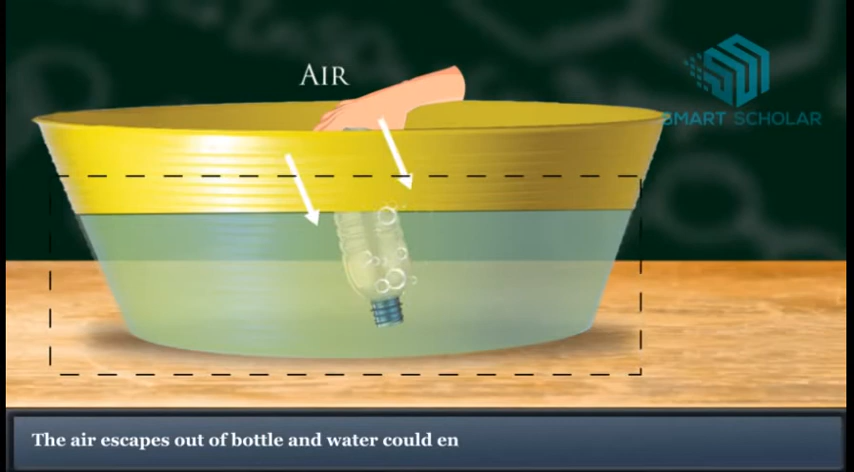 AIR
SMART SCHOLAR
The air escapes out of bottle and water could en